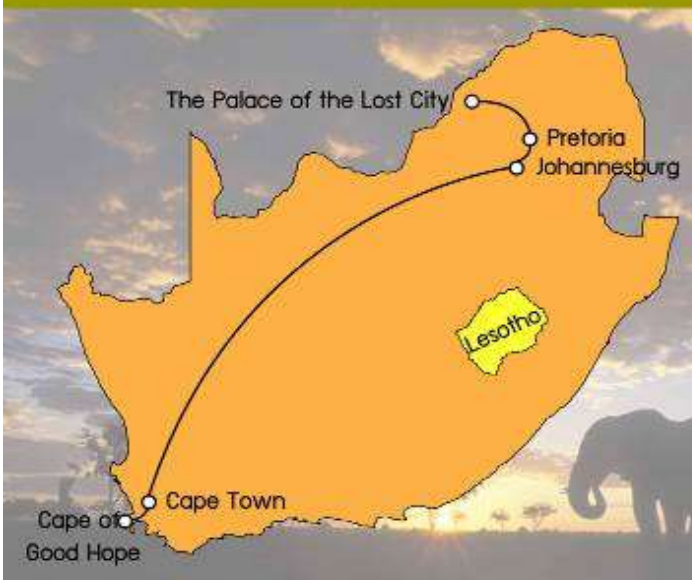 The Palace of the Lost City
Pretoria
Johannesburg
Lesotho
Cape Town
Cape of
Good Hope